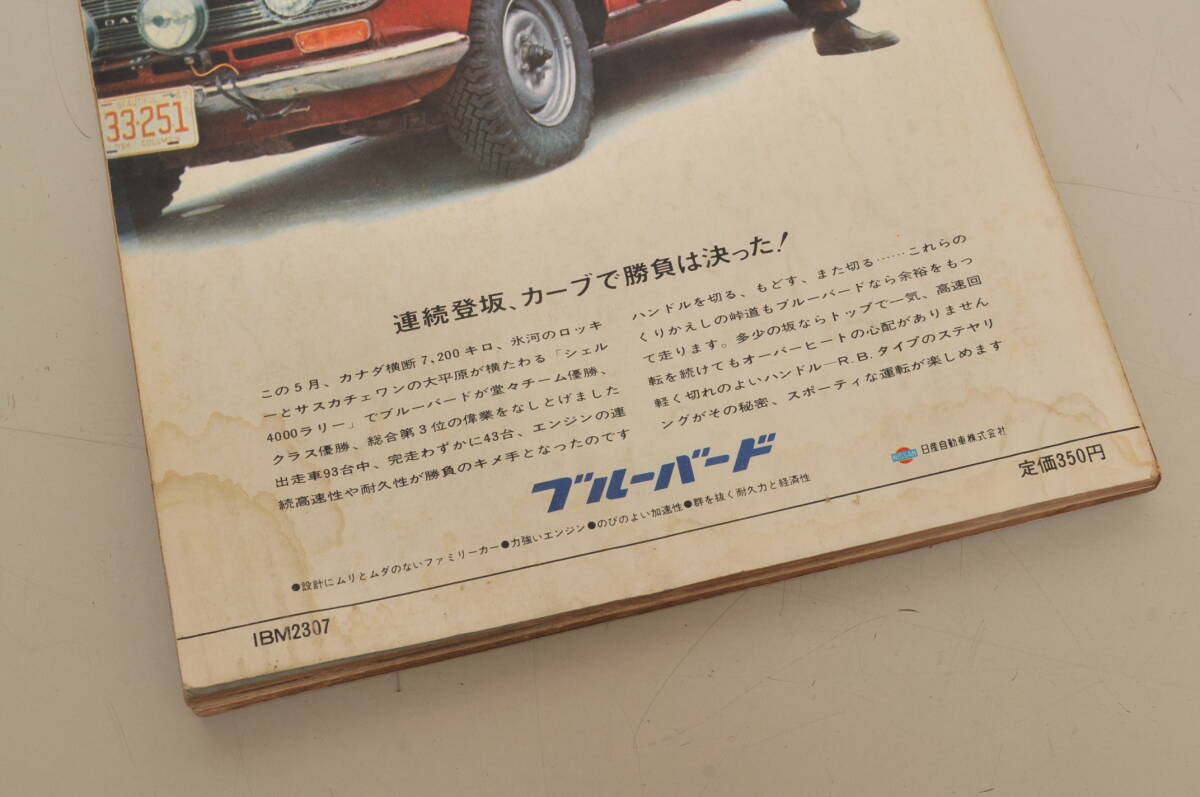 DA
33-251
連続登坂、カーブで勝負は決った!
この5月、カナダ横断7,200キロ、氷河のロッキ
ーとサスカチェワンの大平原が横たわる「シェル
4000ラリー」でブルーバードが堂々チーム優勝、
クラス優勝、総合第3位の偉業をなしとげました
出走車93台中、完走わずかに43台、エンジンの連
続高速性や耐久性が勝負のキメ手となったのです
ハンドルを切る、もどす、また切る……これらの
くりかえしの峠道もブルーバードなら余裕をもっ
て走ります。多少の坂ならトップで一気、高速回
転を続けてもオーバーヒートの心配がありません
軽く切れのよいハンドル—R.B.タイプのステヤリ
ングがその秘密、スポーティな運転が楽しめます
ブルーバード
NISSAN 日産自動車株式会社
●設計にムリとムダのないファミリーカー●力強いエンジン●のびのよい加速性●群を抜く耐久力と経済性
定価350円
IBM2307